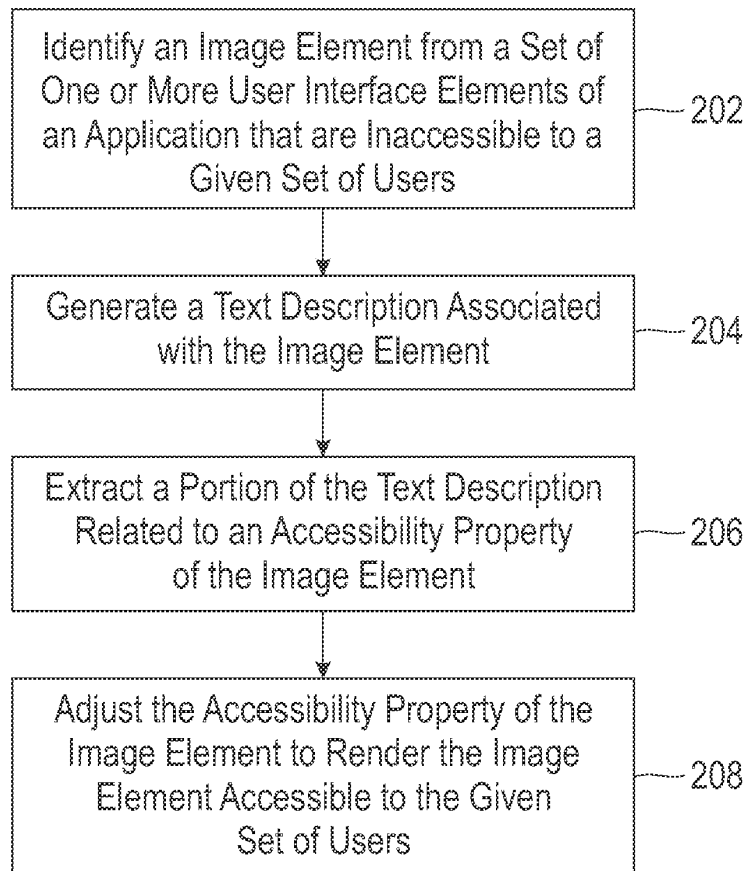 Identify an Image Element from a Set of
One or More User Interface Elements of
an Application that are Inaccessible to a
Given Set of Users
202
Generate a Text Description Associated
with the Image Element
204
Extract a Portion of the Text Description
Related to an Accessibility Property
of the Image Element
206
Adjust the Accessibility Property of the
Image Element to Render the Image
Element Accessible to the Given
Set of Users
208